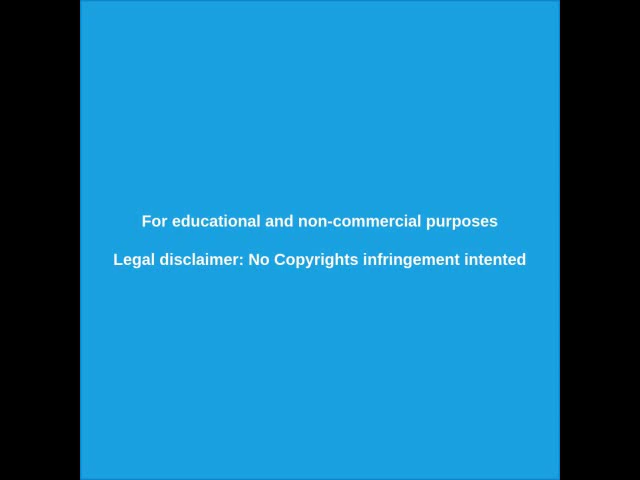 For educational and non-commercial purposes
Legal disclaimer: No Copyrights infringement intented